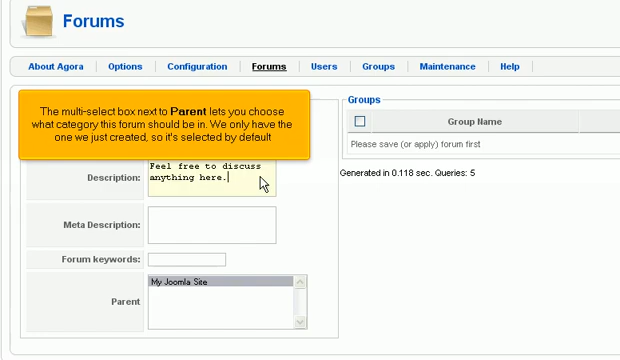 Forums
About Agora
Options
Configuration
Forums
Users
Groups
Maintenance
Help
The multi-select box next to Parent lets you choose
what category this forum should be in. We only have the
one we just created, so it's selected by default
Description:
Feel free to discuss
anything here.
Meta Description:
Forum keywords:
Parent
My Joomla Site
Groups
Group Name
Please save (or apply) forum first
Generated in 0.118 sec. Queries: 5